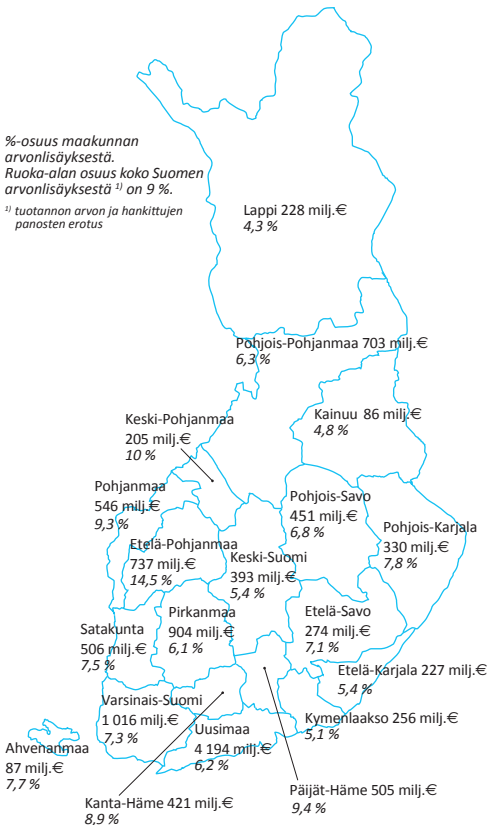 %-osuus maakunnan
arvonlisäyksestä.
Ruoka-alan osuus koko Suomen
arvonlisäyksestä ¹⁾ on 9 %.
¹⁾ tuotannon arvon ja hankittujen
panosten erotus
Lappi 228 milj.€
4,3 %
Pohjois-Pohjanmaa 703 milj.€
6,3 %
Kainuu 86 milj.€
4,8 %
Keski-Pohjanmaa
205 milj.€
10 %
Pohjanmaa
546 milj.€
9,3 %
Pohjois-Savo
451 milj.€
6,8 %
Pohjois-Karjala
330 milj.€
7,8 %
Etelä-Pohjanmaa
737 milj.€
14,5 %
Keski-Suomi
393 milj.€
5,4 %
Pirkanmaa
904 milj.€
6,1 %
Etelä-Savo
274 milj.€
7,1 %
Satakunta
506 milj.€
7,5 %
Etelä-Karjala 227 milj.€
5,4 %
Varsinais-Suomi
1 016 milj.€
7,3 %
Kymenlaakso 256 milj.€
5,1 %
Uusimaa
4 194 milj.€
6,2 %
Ahvenanmaa
87 milj.€
7,7 %
Päijät-Häme 505 milj.€
9,4 %
Kanta-Häme 421 milj.€
8,9 %